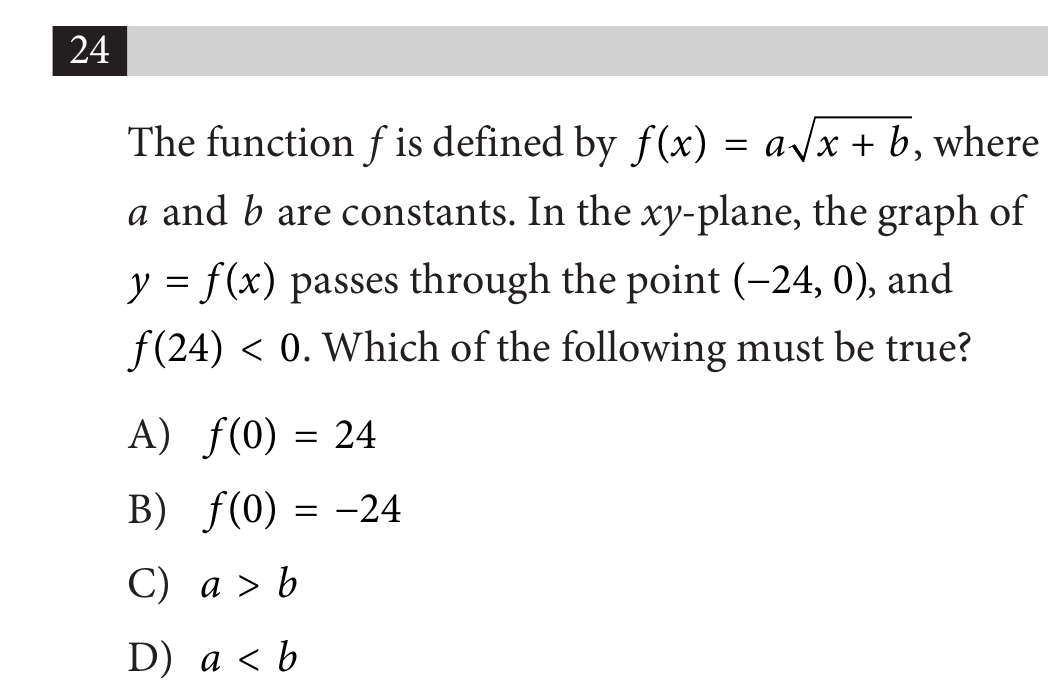 24
The function f is defined by f(x) = a√(x + b), where
a and b are constants. In the xy-plane, the graph of
y = f(x) passes through the point (−24, 0), and
f(24) < 0. Which of the following must be true?
A) f(0) = 24
B) f(0) = −24
C) a > b
D) a < b